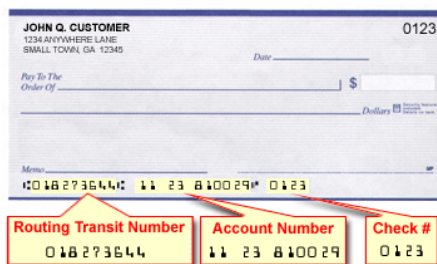 JOHN Q. CUSTOMER 0123
1234 ANYWHERE LANE
SMALL TOWN, GA 12345
Date
Pay To The
Order Of $
Dollars
Memo MP
⑆018273644⑆ 11 23 810029⑈ 0123
Routing Transit Number Account Number Check #
018273644 11 23 810029 0123